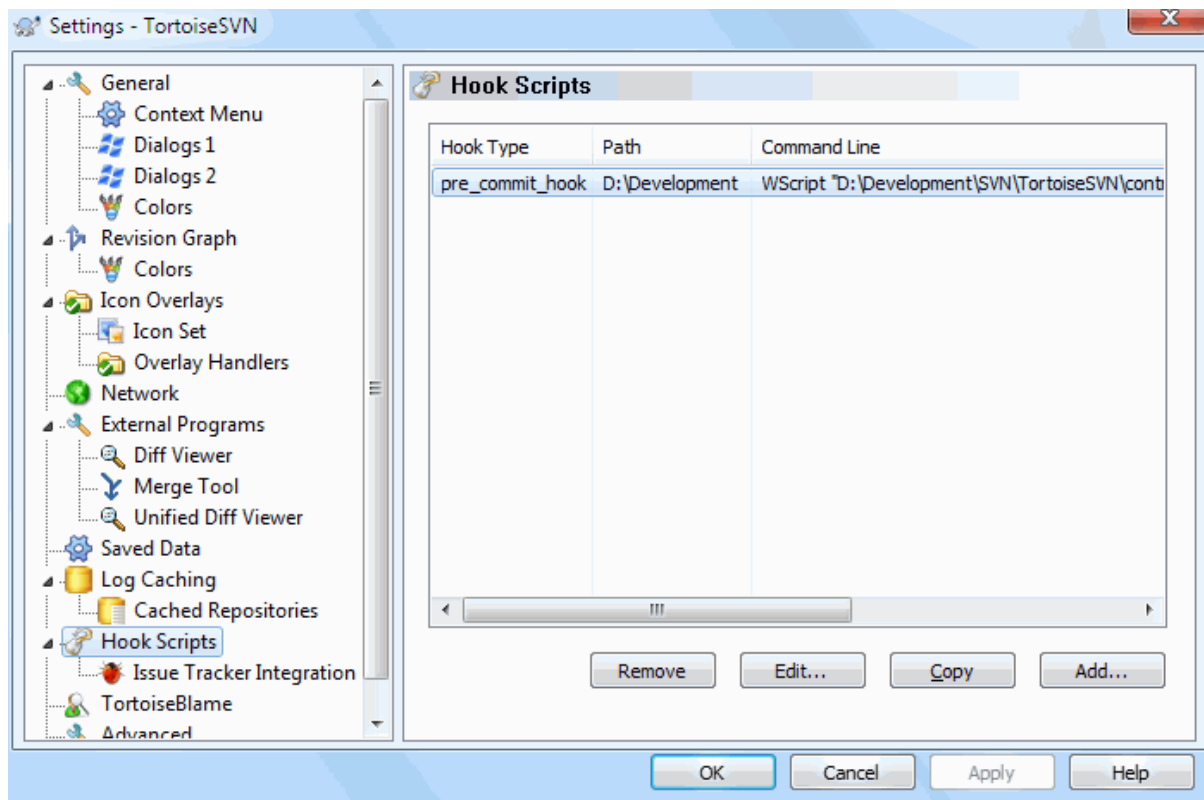 Settings - TortoiseSVN
General
Context Menu
Dialogs 1
Dialogs 2
Colors
Revision Graph
Colors
Icon Overlays
Icon Set
Overlay Handlers
Network
External Programs
Diff Viewer
Merge Tool
Unified Diff Viewer
Saved Data
Log Caching
Cached Repositories
Hook Scripts
Issue Tracker Integration
TortoiseBlame
Advanced
Hook Scripts
Hook Type Path Command Line
pre_commit_hook D:\Development WScript "D:\Development\SVN\TortoiseSVN\contr
Remove Edit... Copy Add...
OK Cancel Apply Help